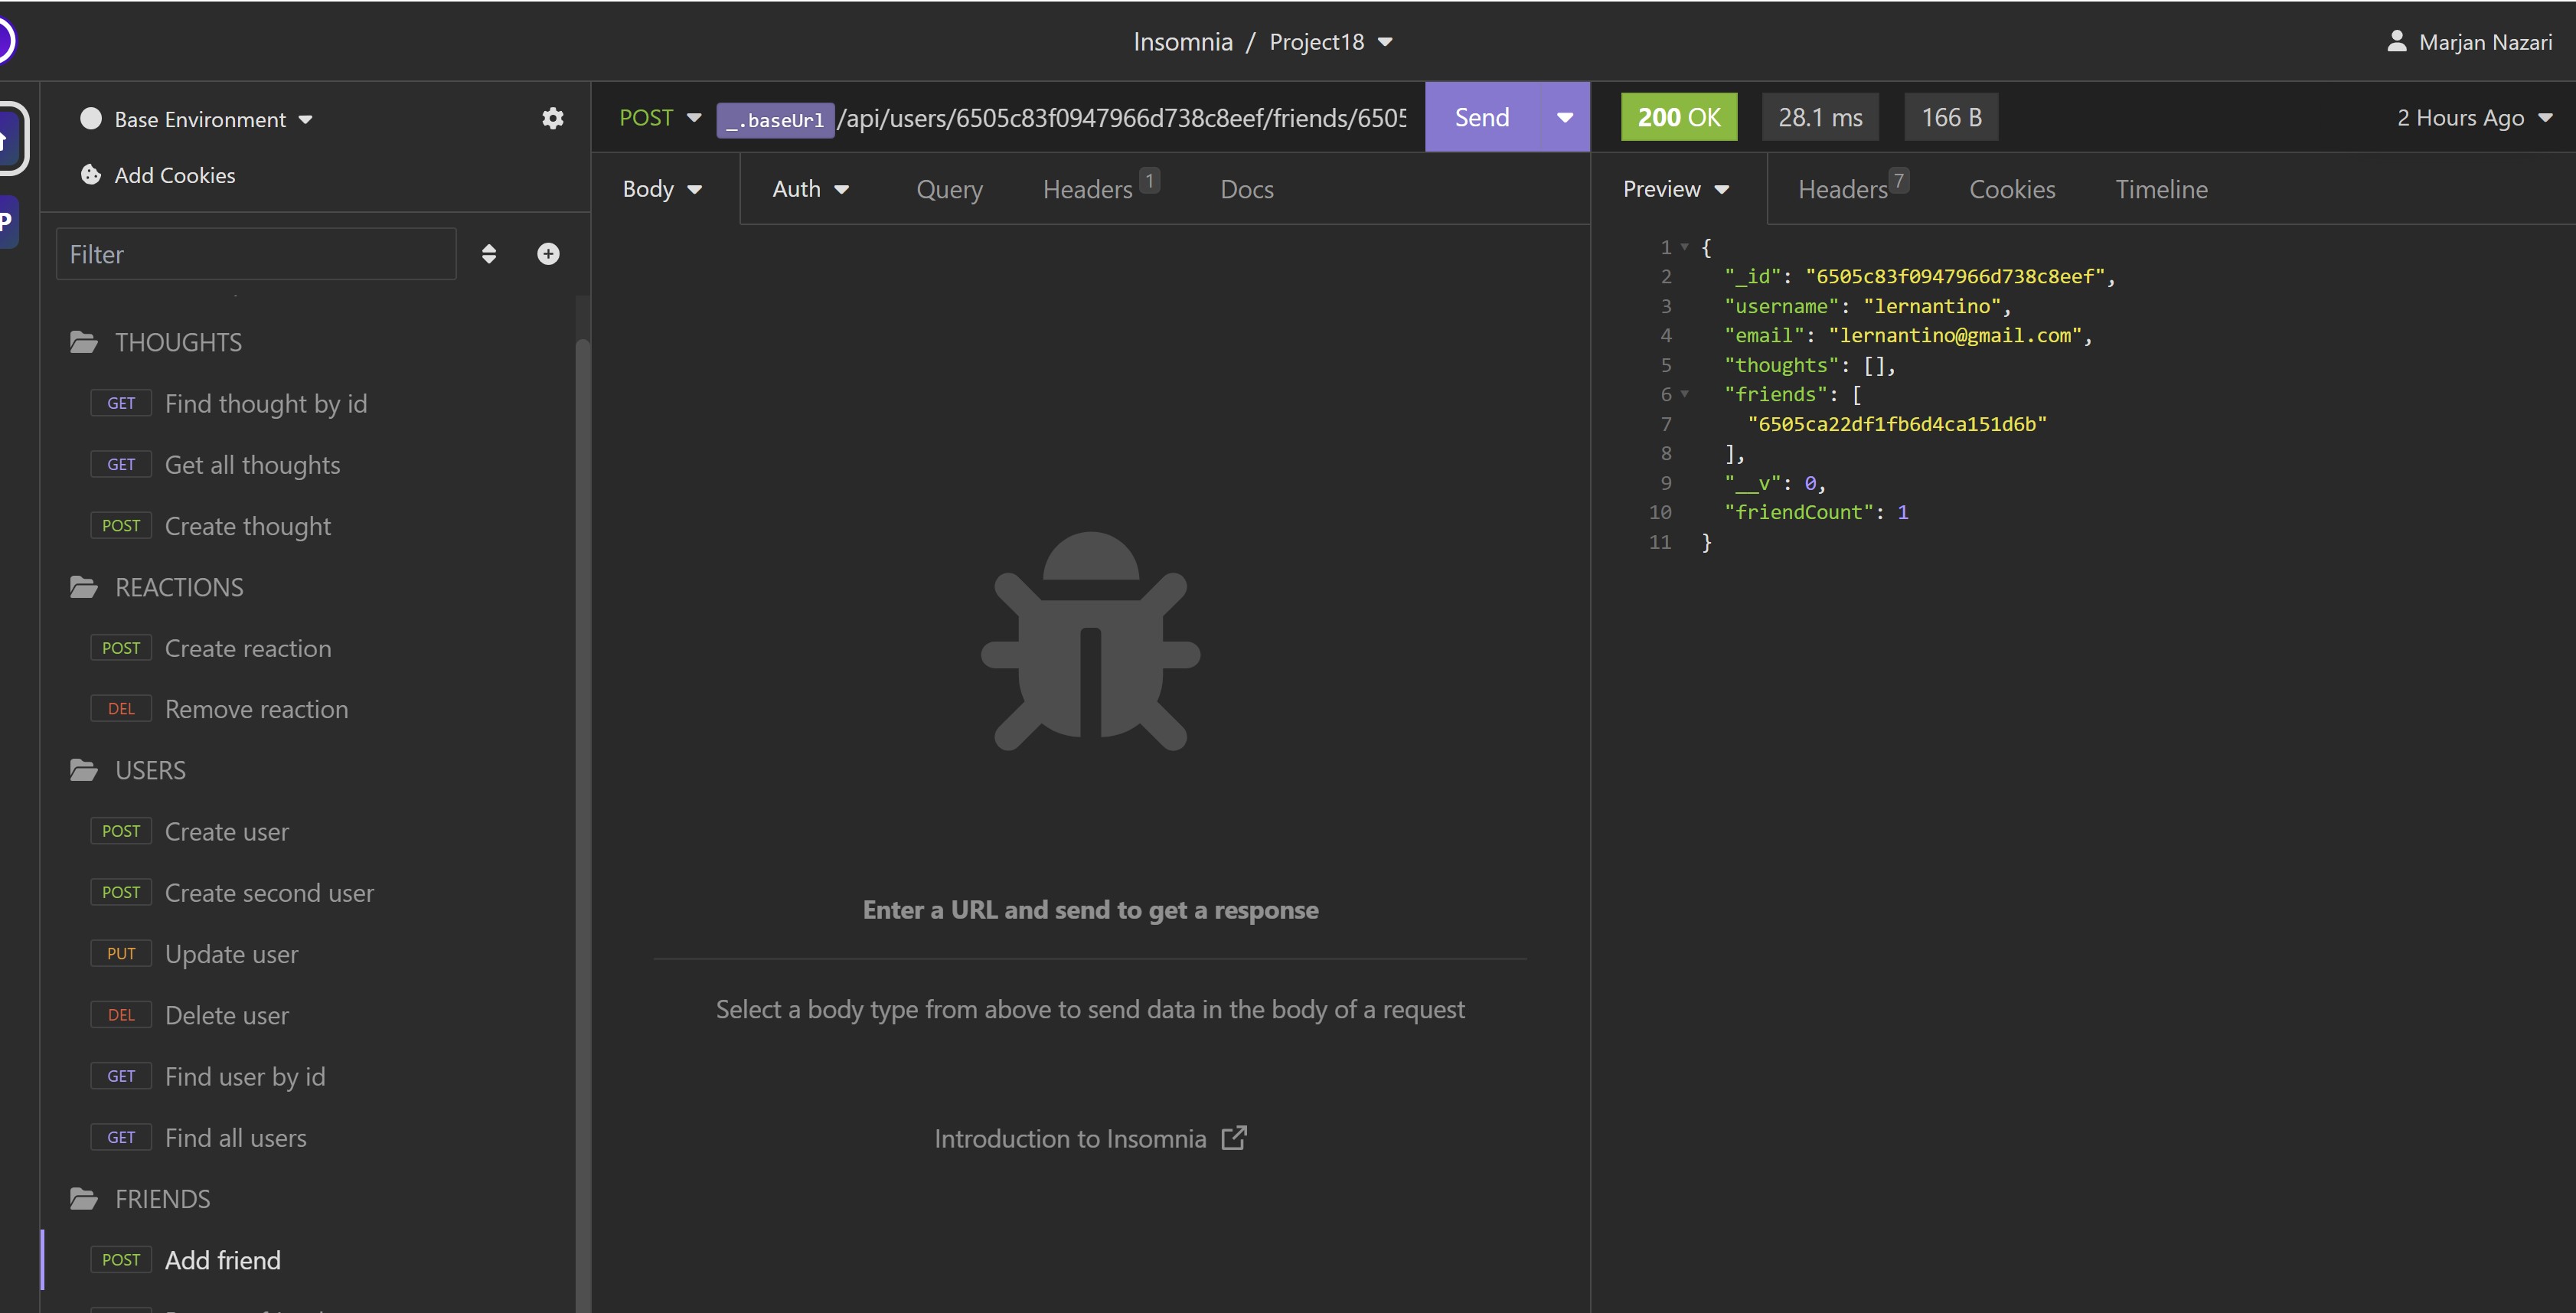 Insomnia / Project18
Marjan Nazari
P
Base Environment
Add Cookies
Filter
THOUGHTS
GET Find thought by id
GET Get all thoughts
POST Create thought
REACTIONS
POST Create reaction
DEL Remove reaction
USERS
POST Create user
POST Create second user
PUT Update user
DEL Delete user
GET Find user by id
GET Find all users
FRIENDS
POST Add friend
POST _.baseUrl /api/users/6505c83f0947966d738c8eef/friends/6505 Send
Body Auth Query Headers 1 Docs
Enter a URL and send to get a response
Select a body type from above to send data in the body of a request
Introduction to Insomnia
200 OK 28.1 ms 166 B 2 Hours Ago
Preview Headers 7 Cookies Timeline
1 {
2 "_id": "6505c83f0947966d738c8eef",
3 "username": "lernantino",
4 "email": "lernantino@gmail.com",
5 "thoughts": [],
6 "friends": [
7 "6505ca22df1fb6d4ca151d6b"
8 ],
9 "__v": 0,
10 "friendCount": 1
11 }